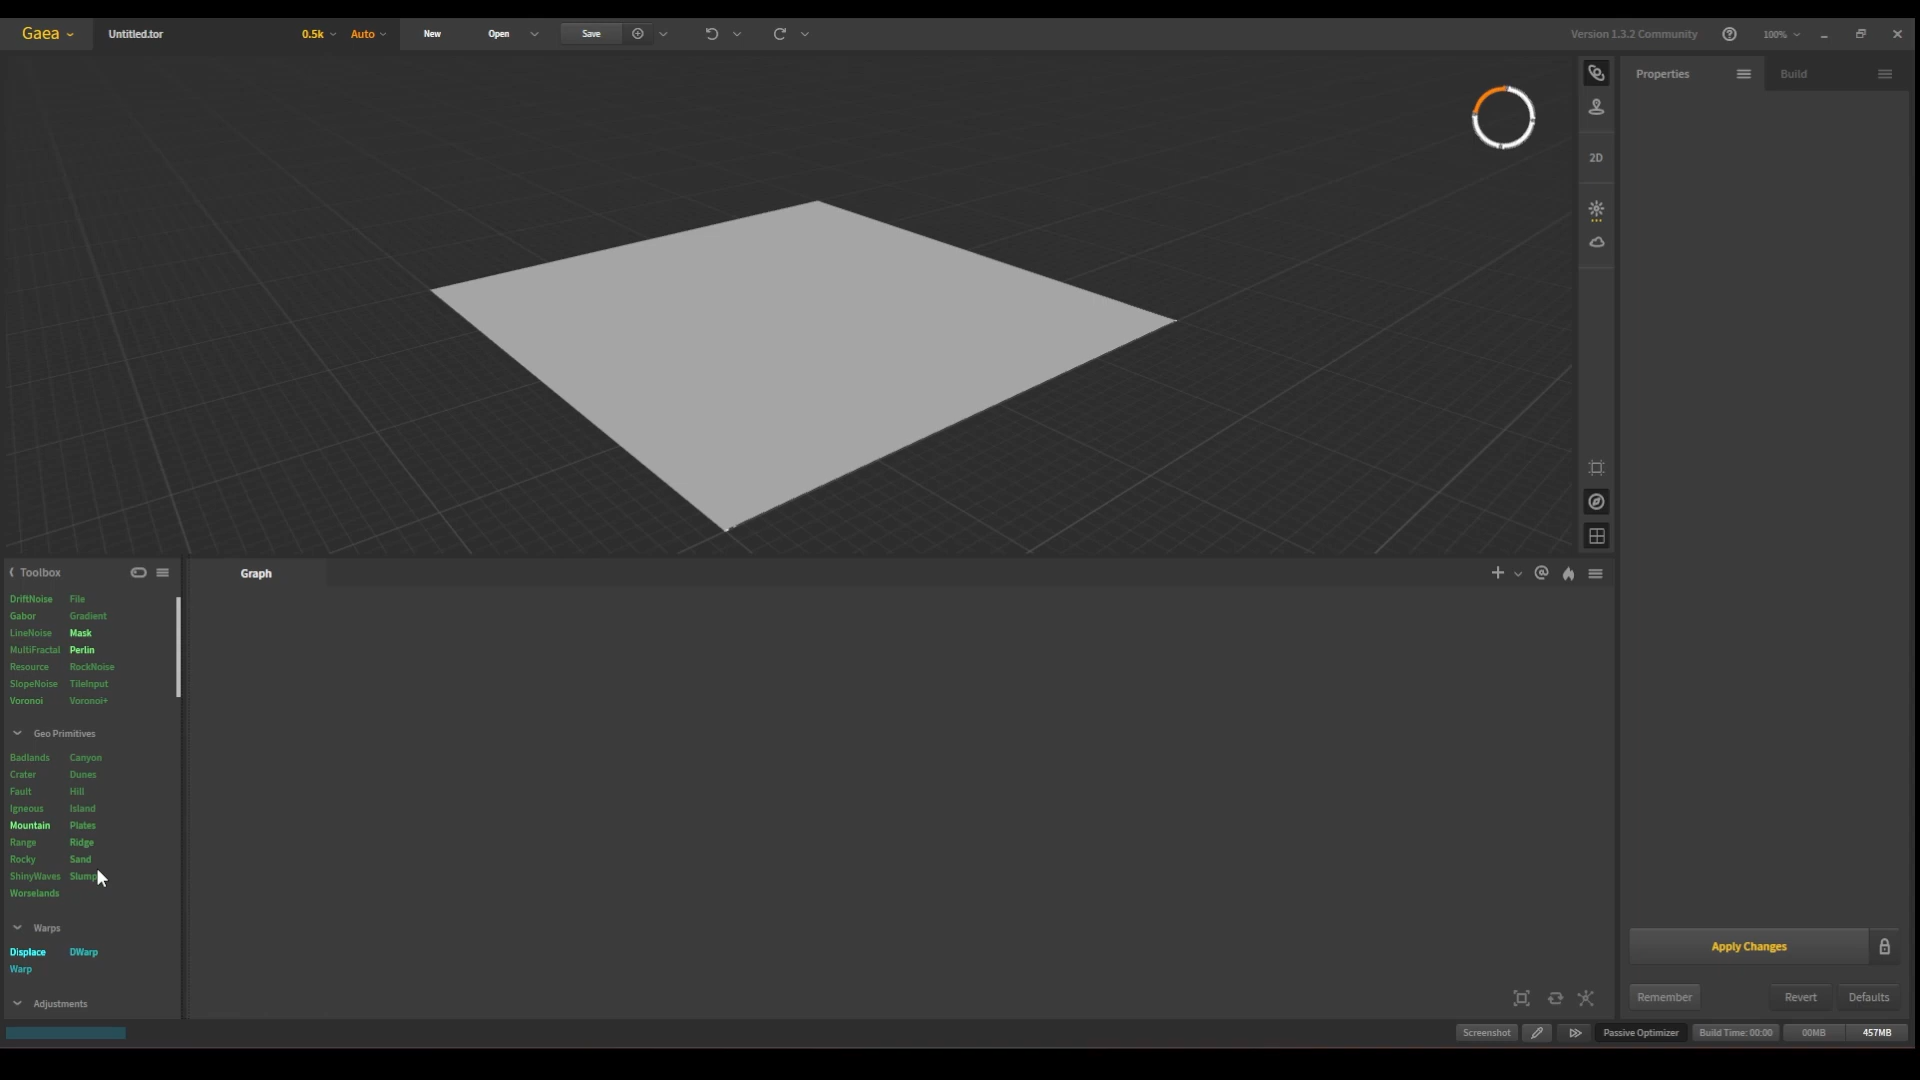 Gaea Untitled.tor 0.5k Auto New Open Save Version 1.3.2 Community 100%
Properties Build
2D
Toolbox Graph
DriftNoise File
Gabor Gradient
LineNoise Mask
MultiFractal Perlin
Resource RockNoise
SlopeNoise TileInput
Voronoi Voronoi+
Geo Primitives
Badlands Canyon
Crater Dunes
Fault Hill
Igneous Island
Mountain Plates
Range Ridge
Rocky Sand
ShinyWaves Slump
Worselands
Warps
Displace DWarp
Warp
Adjustments
Apply Changes
Remember Revert Defaults
Screenshot Passive Optimizer Build Time: 00:00 00MB 457MB